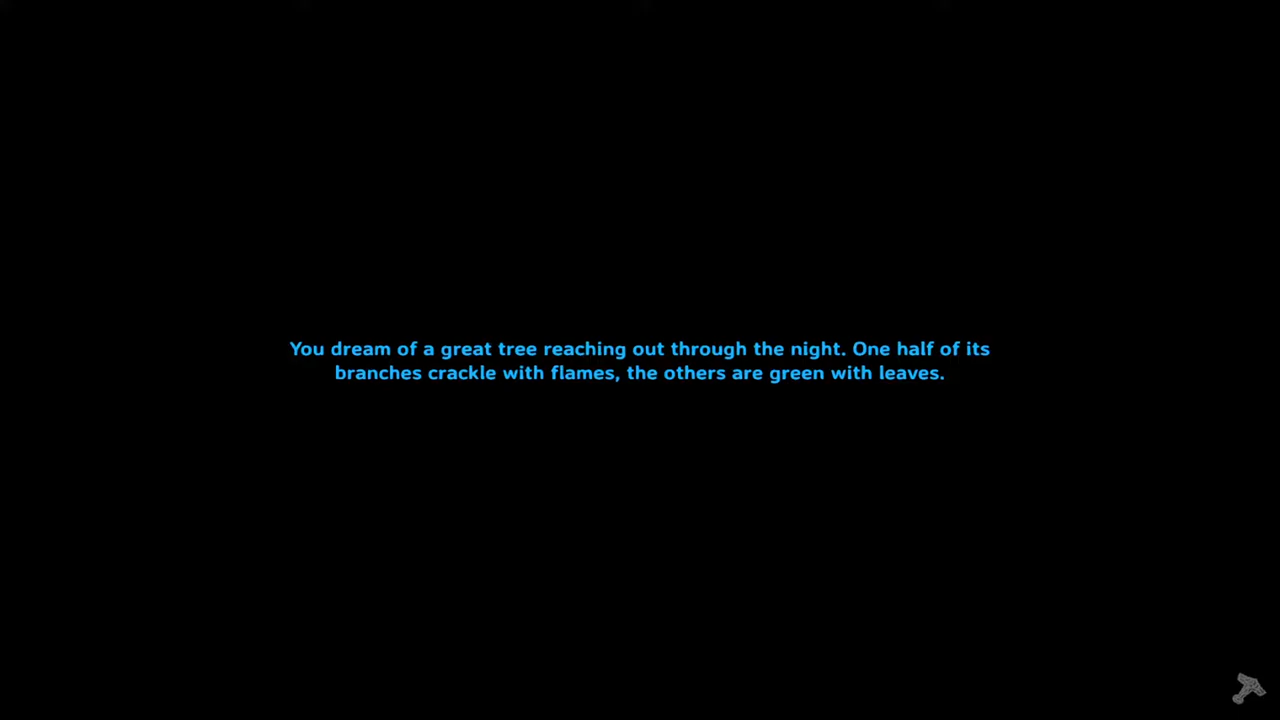 You dream of a great tree reaching out through the night. One half of its
branches crackle with flames, the others are green with leaves.